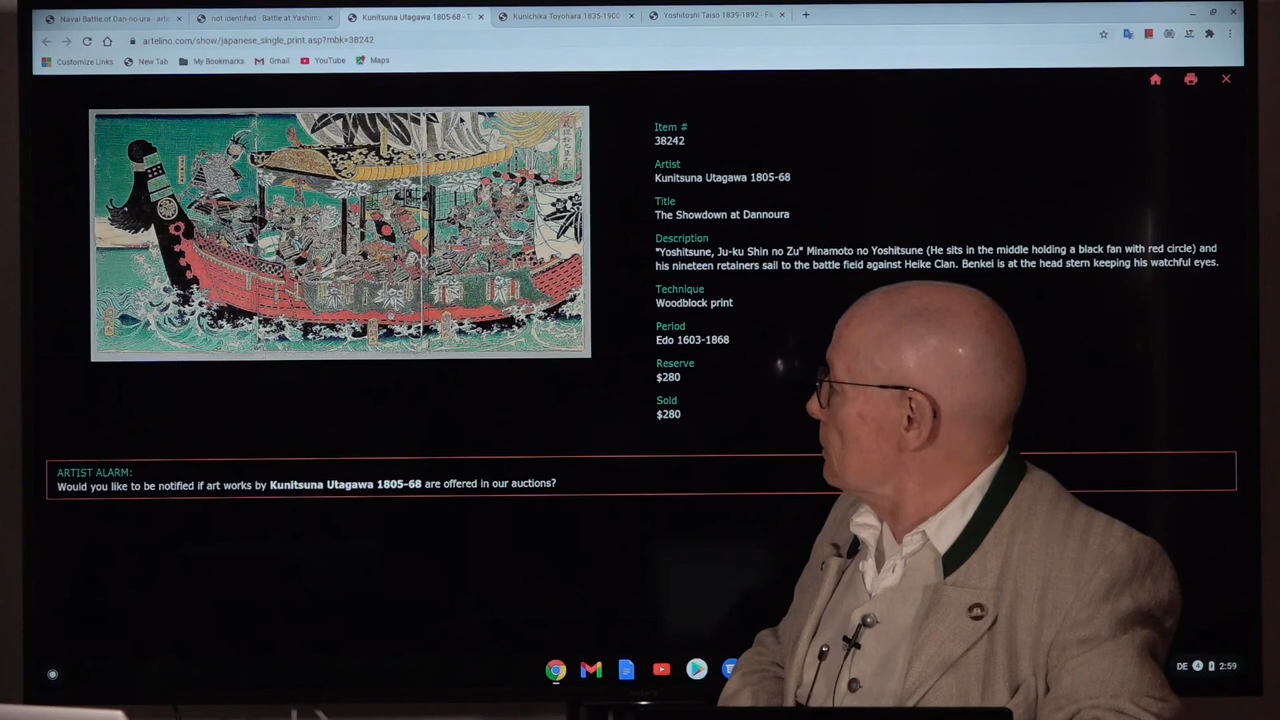 Naval Battle of Dan-no-ura - arte
not identified - Battle at Yashima
Kunitsuna Utagawa 1805-68 - T
Kunichika Toyohara 1835-1900
Yoshitoshi Taiso 1839-1892 - Fi
artelino.com/show/japanese_single_print.asp?mbk=38242
Customize Links
New Tab
My Bookmarks
Gmail
YouTube
Maps
Item #
38242
Artist
Kunitsuna Utagawa 1805-68
Title
The Showdown at Dannoura
Description
"Yoshitsune, Ju-ku Shin no Zu" Minamoto no Yoshitsune (He sits in the middle holding a black fan with red circle) and
his nineteen retainers sail to the battle field against Heike Clan. Benkei is at the head stern keeping his watchful eyes.
Technique
Woodblock print
Period
Edo 1603-1868
Reserve
$280
Sold
$280
ARTIST ALARM:
Would you like to be notified if art works by Kunitsuna Utagawa 1805-68 are offered in our auctions?
DE
2:59